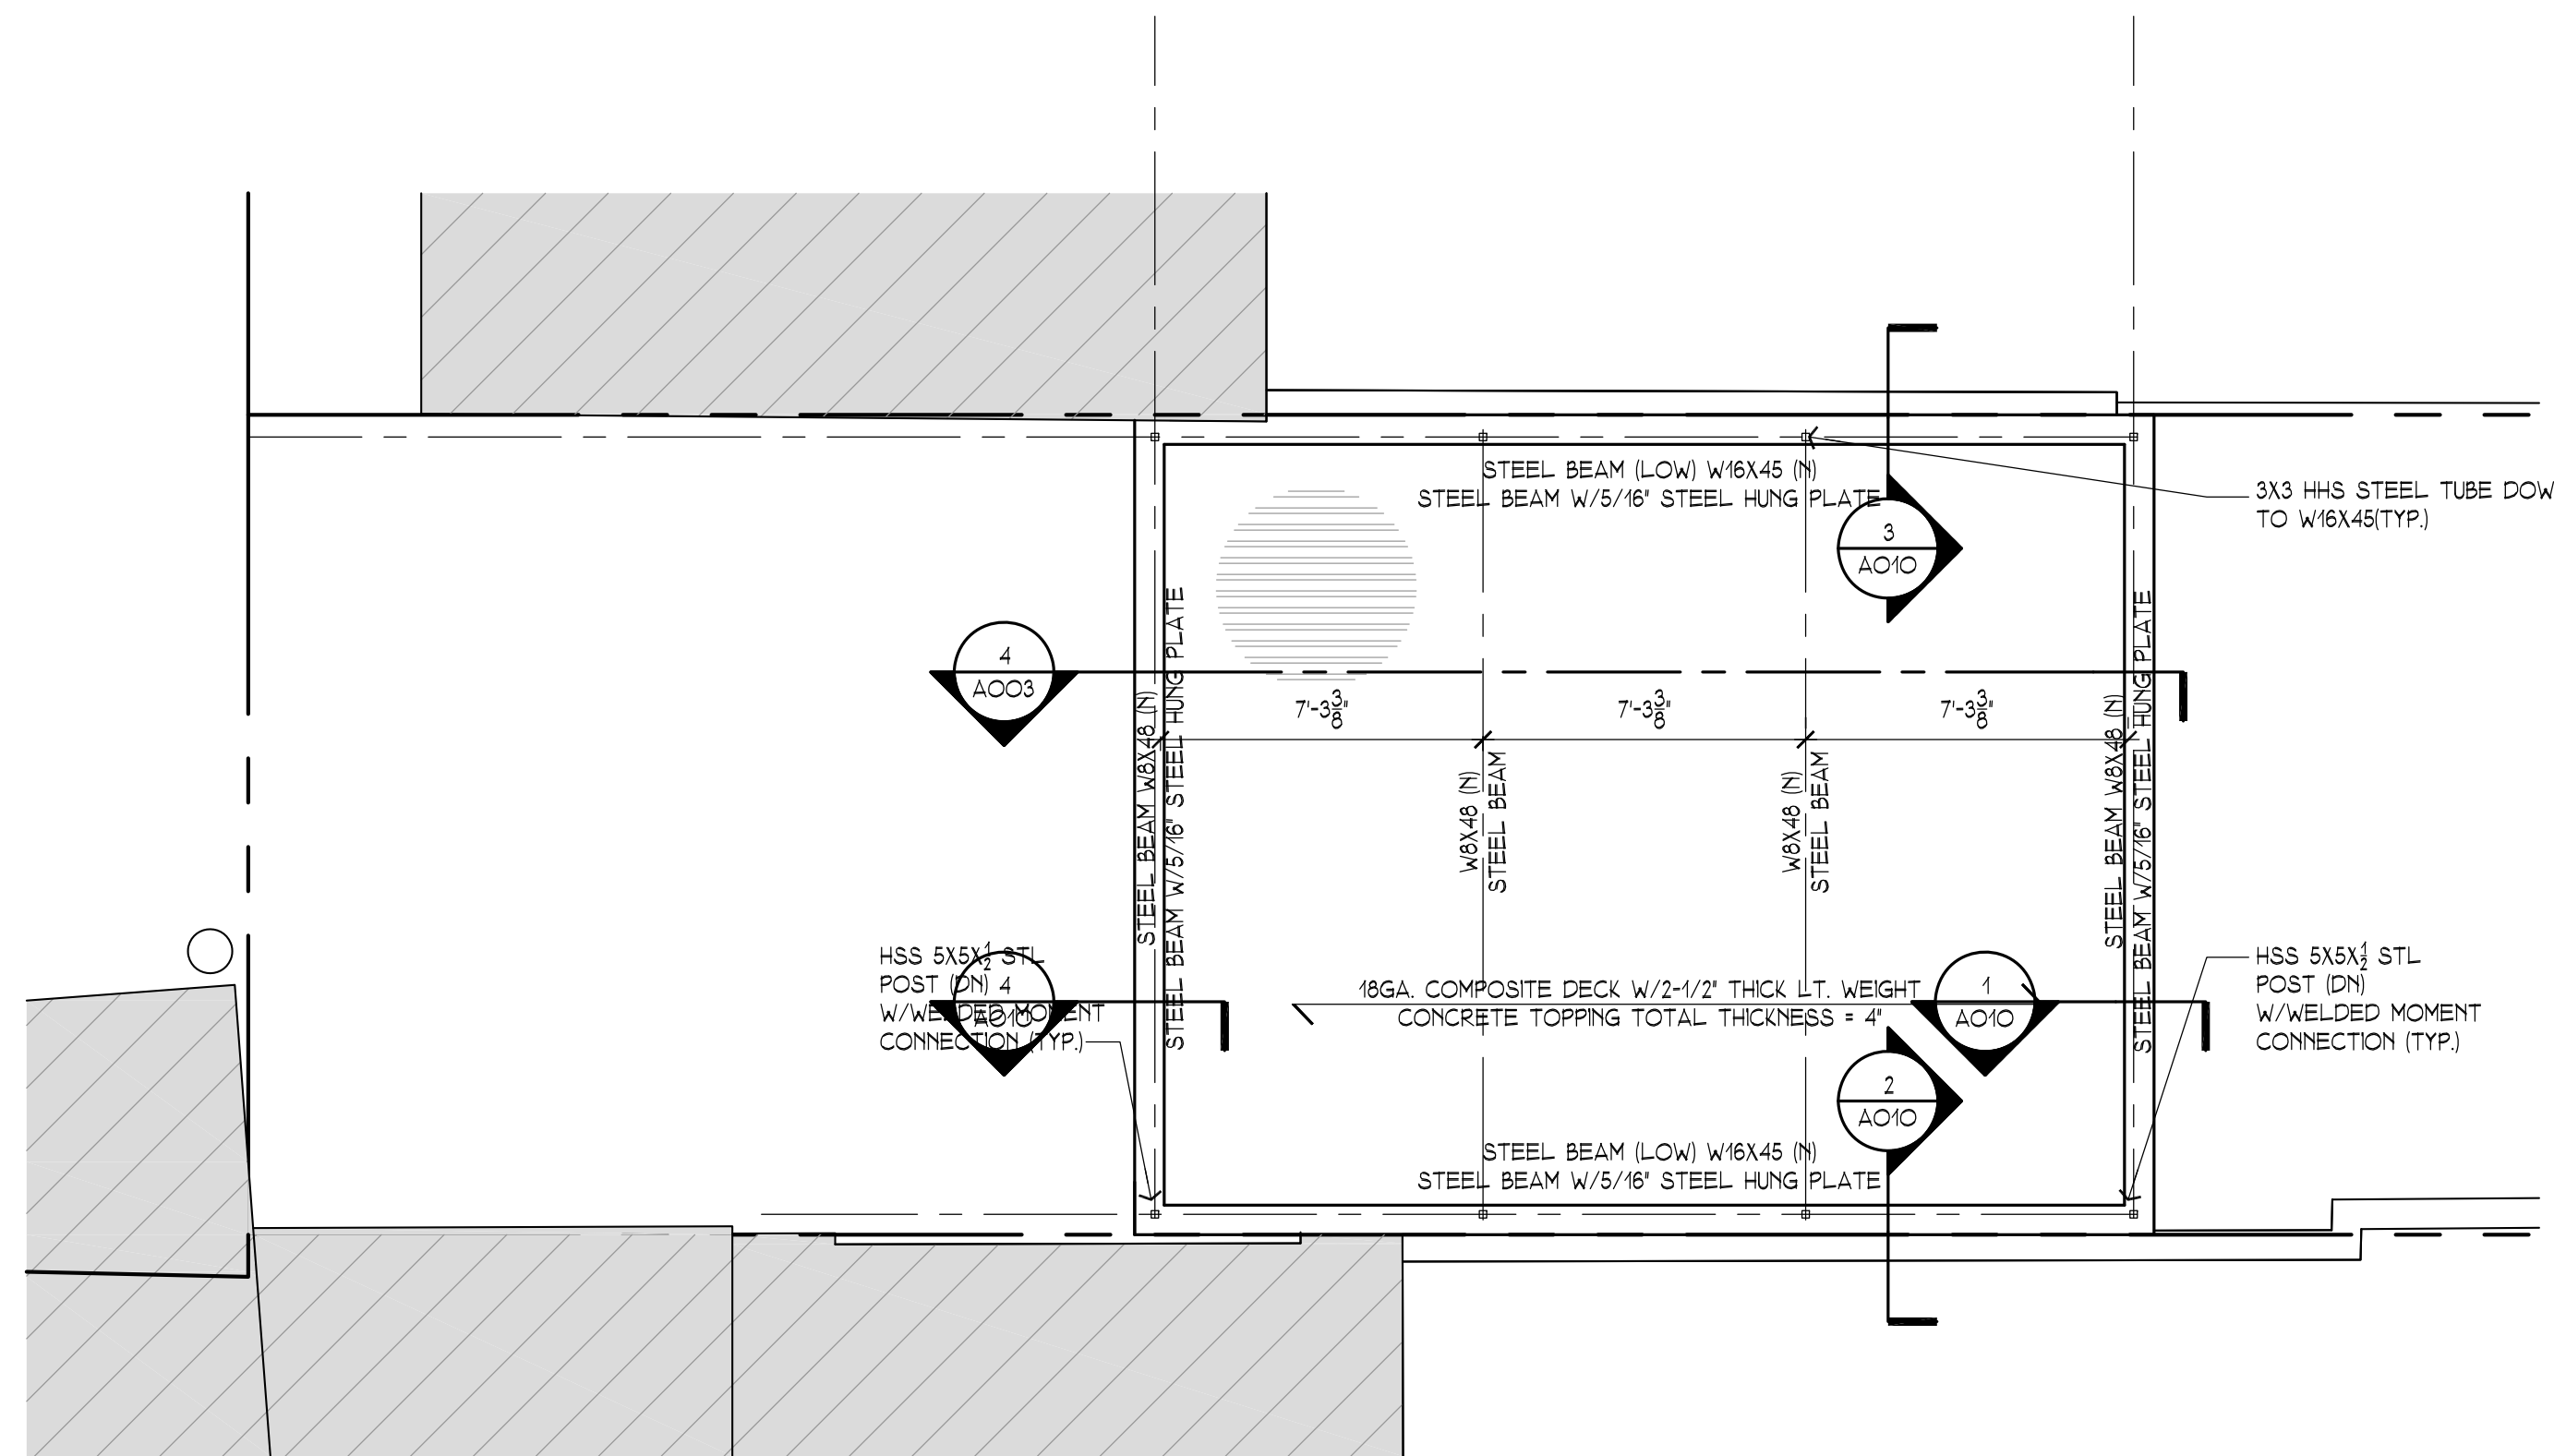 STEEL BEAM (LOW) W16X45 (N)
STEEL BEAM W/5/16" STEEL HUNG PLATE
3X3 HHS STEEL TUBE DOW
TO W16X45(TYP.)
3
A010
4
A003
7'-3 3/8"
7'-3 3/8"
7'-3 3/8"
STEEL BEAM W8X48 (N)
STEEL BEAM W/5/16" STEEL HUNG PLATE
W8X48 (N)
STEEL BEAM
W8X48 (N)
STEEL BEAM
STEEL BEAM W8X48 (N)
STEEL BEAM W/5/16" STEEL HUNG PLATE
HSS 5X5X1/2 STL
POST (DN)
W/WELDED MOMENT
CONNECTION (TYP.)
4
A010
18GA. COMPOSITE DECK W/2-1/2" THICK LT. WEIGHT
CONCRETE TOPPING TOTAL THICKNESS = 4"
1
A010
HSS 5X5X1/2 STL
POST (DN)
W/WELDED MOMENT
CONNECTION (TYP.)
2
A010
STEEL BEAM (LOW) W16X45 (N)
STEEL BEAM W/5/16" STEEL HUNG PLATE